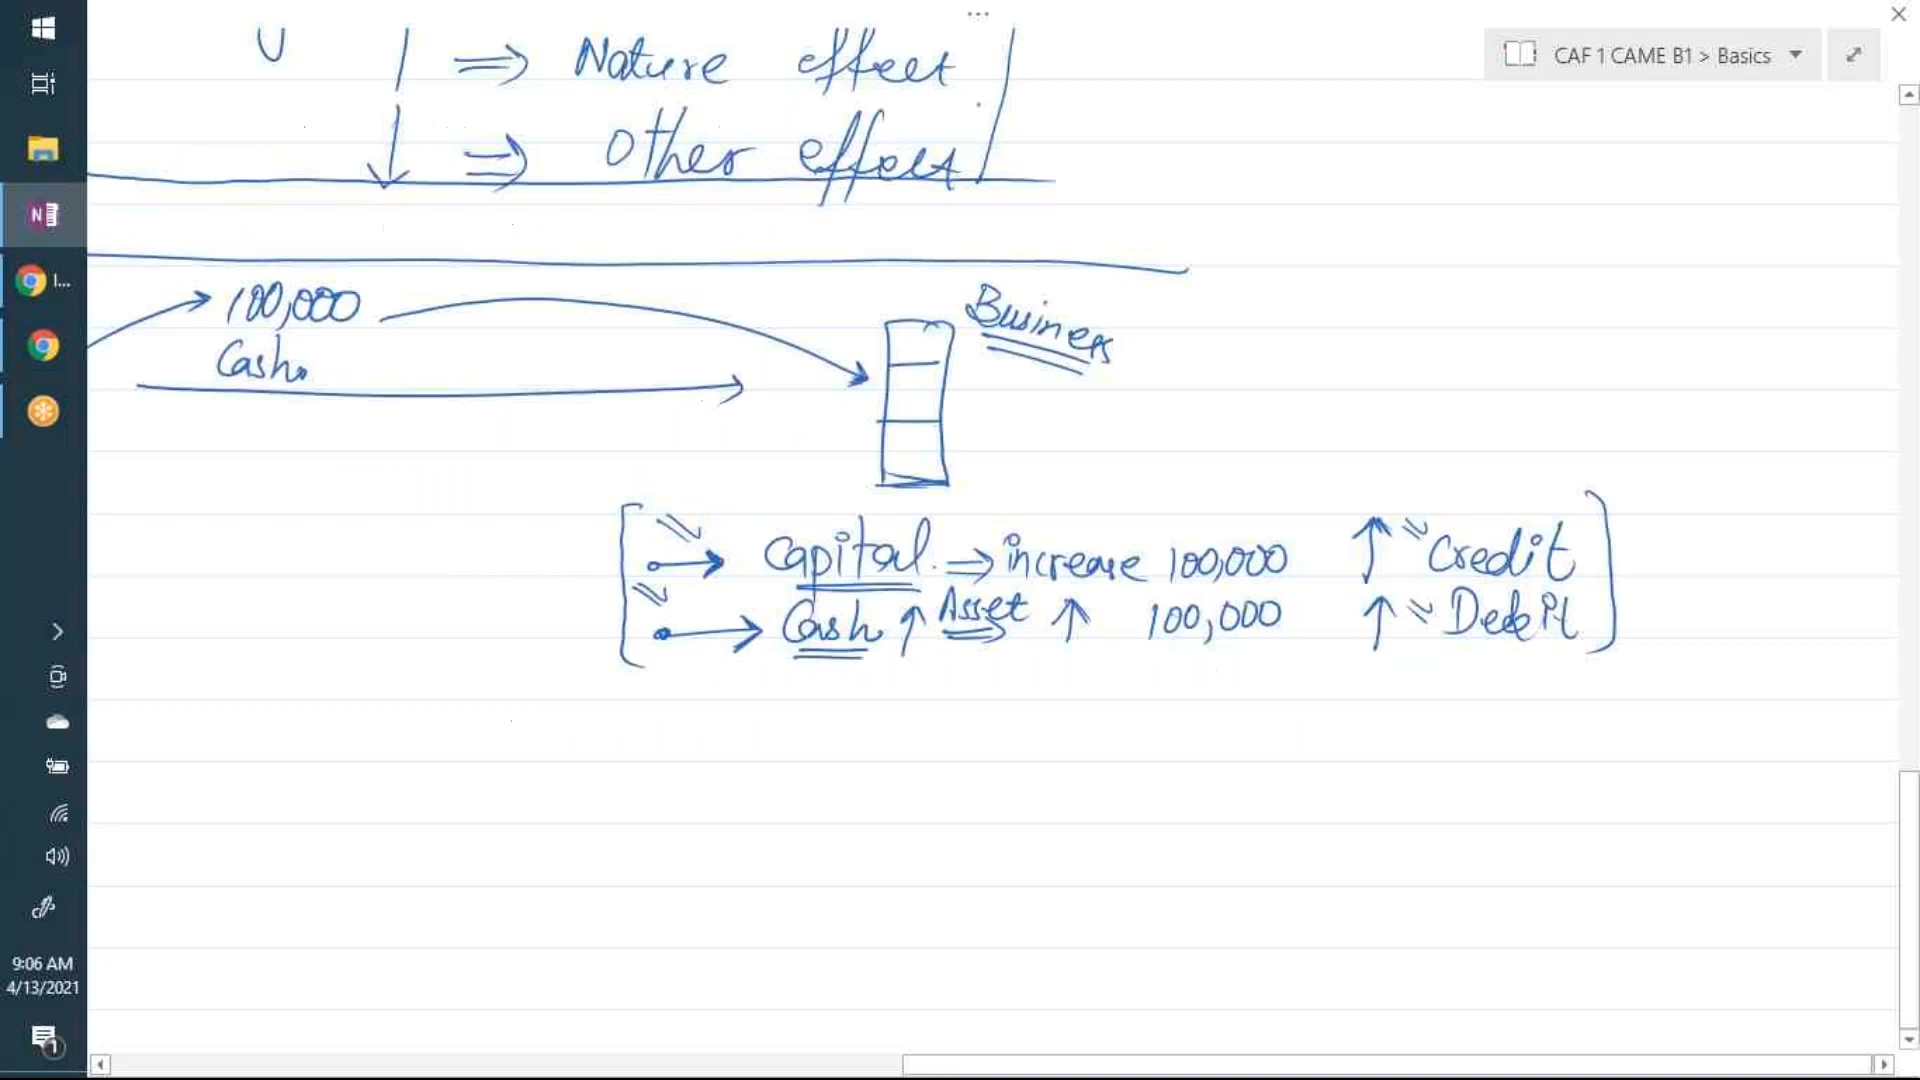 CAF 1 CAME B1 > Basics
⇒ Nature effect
↓ ⇒ Other effect
100,000
Cash
Business
→ Capital ⇒ increase 100,000 ↑ Credit
→ Cash ↑ Asset ↑ 100,000 ↑ Debit
I...
9:06 AM
4/13/2021
1